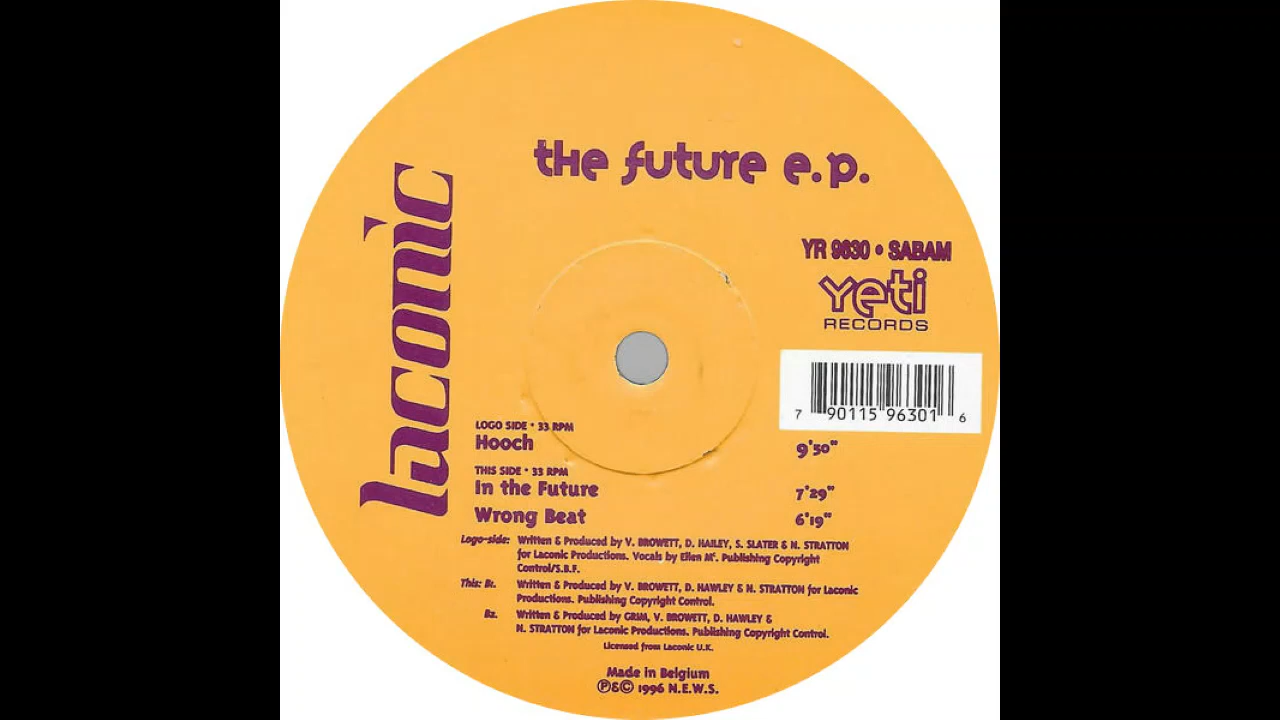 the future e.p.
laconic
YR 9630 • SABAM
yeti
RECORDS
7 90115 96301 6
LOGO SIDE • 33 RPM
Hooch 9'50"
THIS SIDE • 33 RPM
In the Future 7'29"
Wrong Beat 6'19"
Logo-side: Written & Produced by V. BROWETT, D. HAILEY, S. SLATER & N. STRATTON
for Laconic Productions. Vocals by Ellen Mc. Publishing Copyright
Control/S.B.F.
This: B1. Written & Produced by V. BROWETT, D. HAWLEY & N. STRATTON for Laconic
Productions. Publishing Copyright Control.
B2. Written & Produced by GRIM, V. BROWETT, D. HAWLEY &
N. STRATTON for Laconic Productions. Publishing Copyright Control.
Licensed from Laconic U.K.
Made in Belgium
℗&© 1996 N.E.W.S.